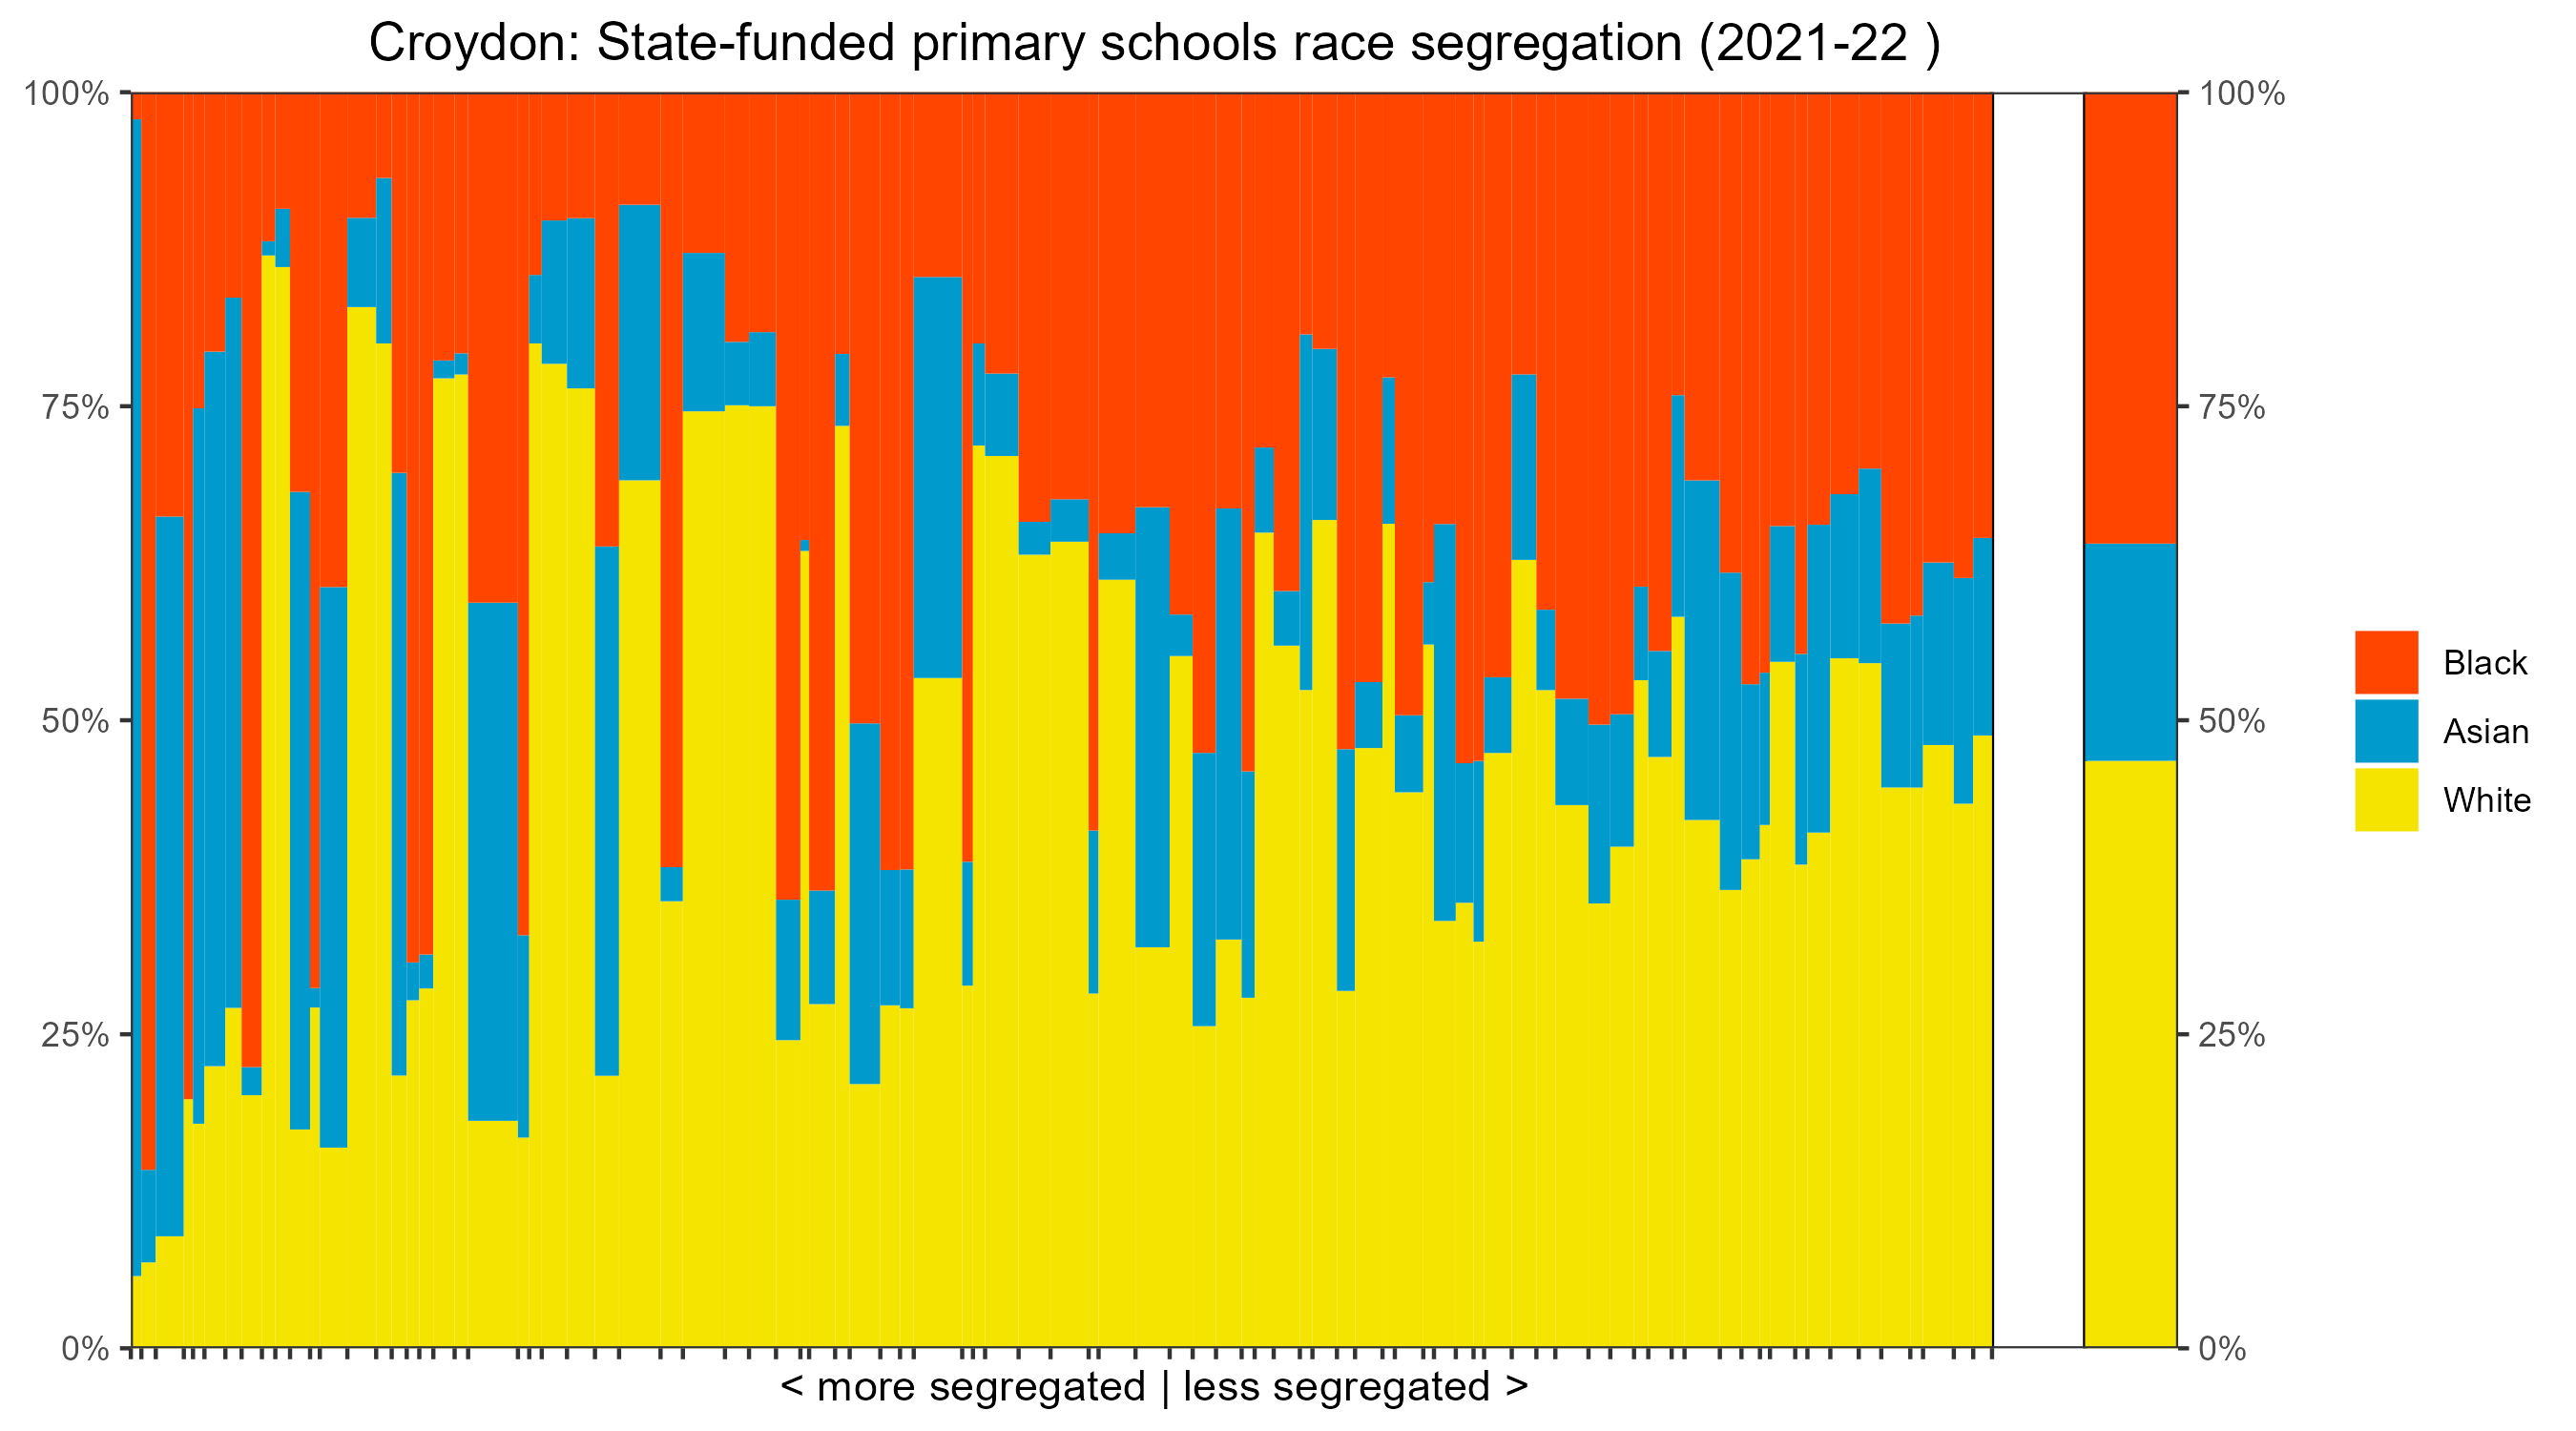 Croydon: State-funded primary schools race segregation (2021-22 )
100%
75%
50%
25%
0%
100%
75%
50%
25%
0%
Black
Asian
White
< more segregated | less segregated >